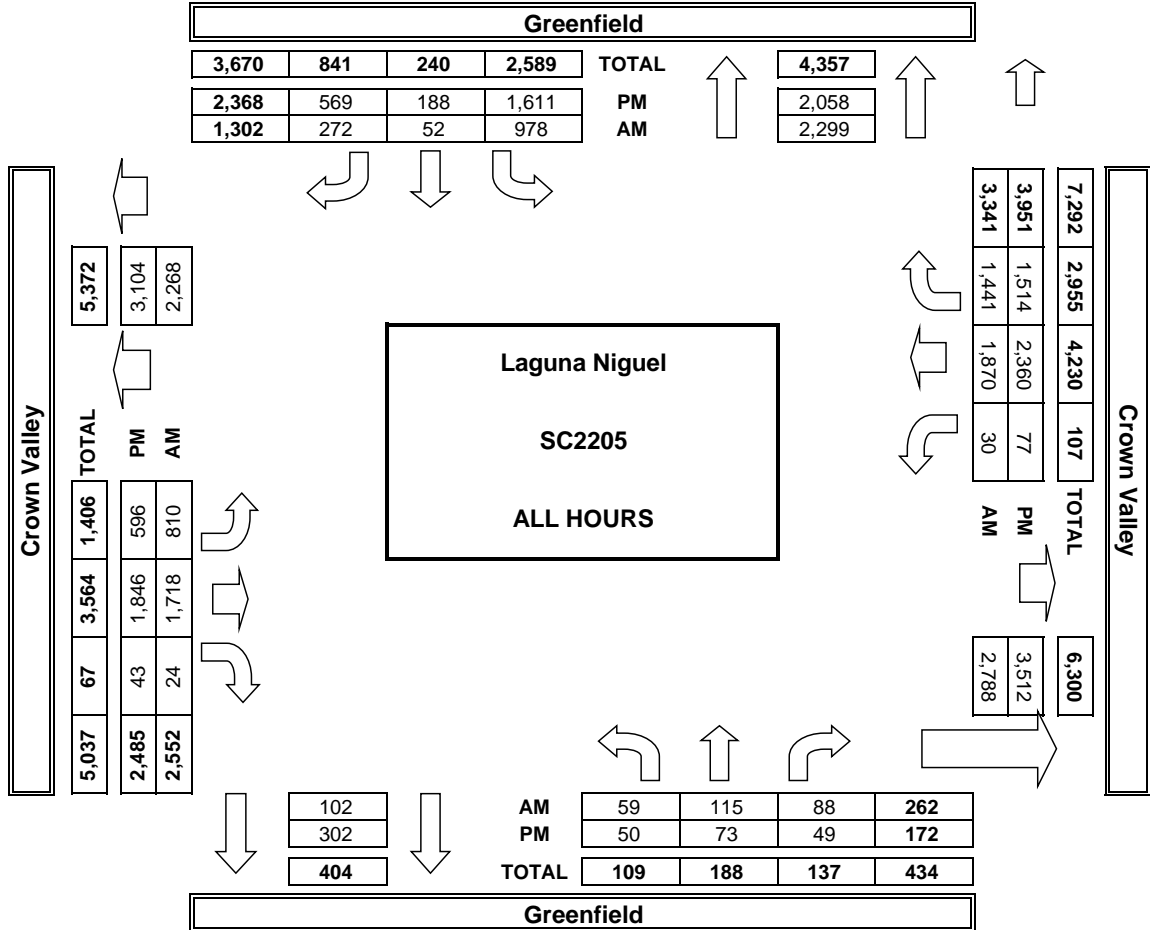 Greenfield
3,670 841 240 2,589 TOTAL 4,357
2,368 569 188 1,611 PM 2,058
1,302 272 52 978 AM 2,299
Crown Valley
5,372
3,104
2,268
TOTAL
PM
AM
1,406 3,564 67 5,037
596 1,846 43 2,485
810 1,718 24 2,552
Laguna Niguel
SC2205
ALL HOURS
7,292 2,955 4,230 107 TOTAL
3,951 1,514 2,360 77 PM
3,341 1,441 1,870 30 AM
6,300
3,512
2,788
Crown Valley
102 AM 59 115 88 262
302 PM 50 73 49 172
404 TOTAL 109 188 137 434
Greenfield